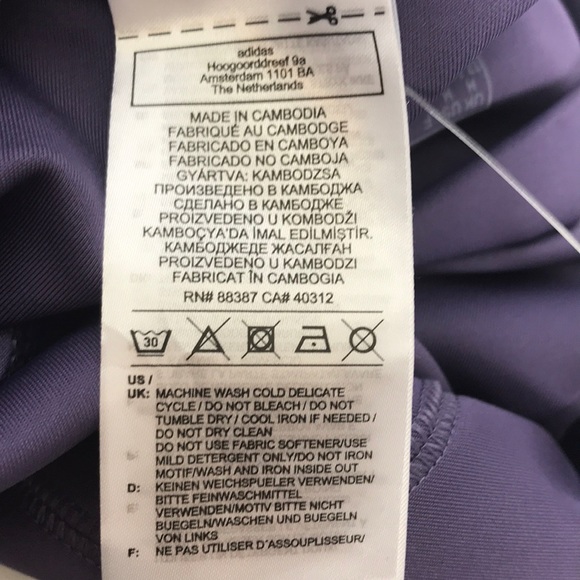 adidas
Hoogoorddreef 9a
Amsterdam 1101 BA
The Netherlands
MADE IN CAMBODIA
FABRIQUÉ AU CAMBODGE
FABRICADO EN CAMBOYA
FABRICADO NO CAMBOJA
GYÁRTVA: KAMBODZSA
ПРОИЗВЕДЕНО В КАМБОДЖА
СДЕЛАНО В КАМБОДЖЕ
PROIZVEDENO U KOMBODŽI
KAMBOÇYA'DA İMAL EDİLMİŞTİR.
КАМБОДЖЕДЕ ЖАСАЛҒАН
PROIZVEDENO U KAMBODZI
FABRICAT ÎN CAMBOGIA
RN# 88387 CA# 40312
30
US /
UK: MACHINE WASH COLD DELICATE
CYCLE / DO NOT BLEACH / DO NOT
TUMBLE DRY / COOL IRON IF NEEDED /
DO NOT DRY CLEAN
DO NOT USE FABRIC SOFTENER/USE
MILD DETERGENT ONLY/DO NOT IRON
MOTIF/WASH AND IRON INSIDE OUT
D: KEINEN WEICHSPUELER VERWENDEN/
BITTE FEINWASCHMITTEL
VERWENDEN/MOTIV BITTE NICHT
BUEGELN/WASCHEN UND BUEGELN
VON LINKS
F: NE PAS UTILISER D'ASSOUPLISEUR/